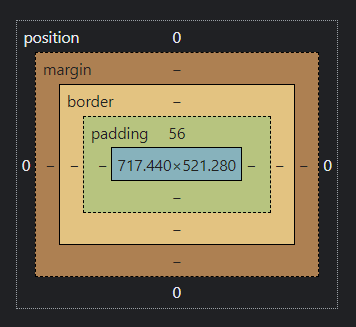 position 0
margin –
border –
padding 56
0 – – – 717.440×521.280 – – – 0
–
–
–
0